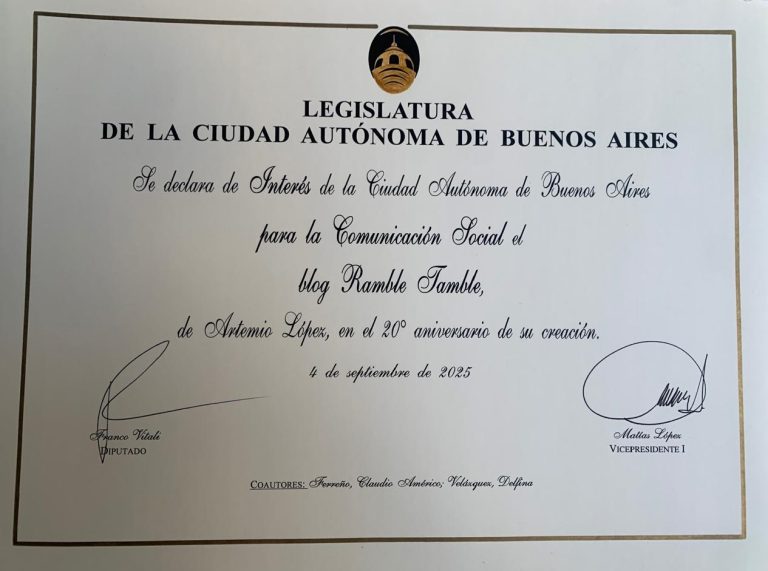 LEGISLATURA
DE LA CIUDAD AUTÓNOMA DE BUENOS AIRES
Se declara de Interés de la Ciudad Autónoma de Buenos Aires
para la Comunicación Social el
blog Ramble Tamble,
de Artemio López, en el 20° aniversario de su creación.
4 de septiembre de 2025
Franco Vitali
DIPUTADO
Matías López
VICEPRESIDENTE I
COAUTORES: Ferreño, Claudio Américo; Velázquez, Delfina